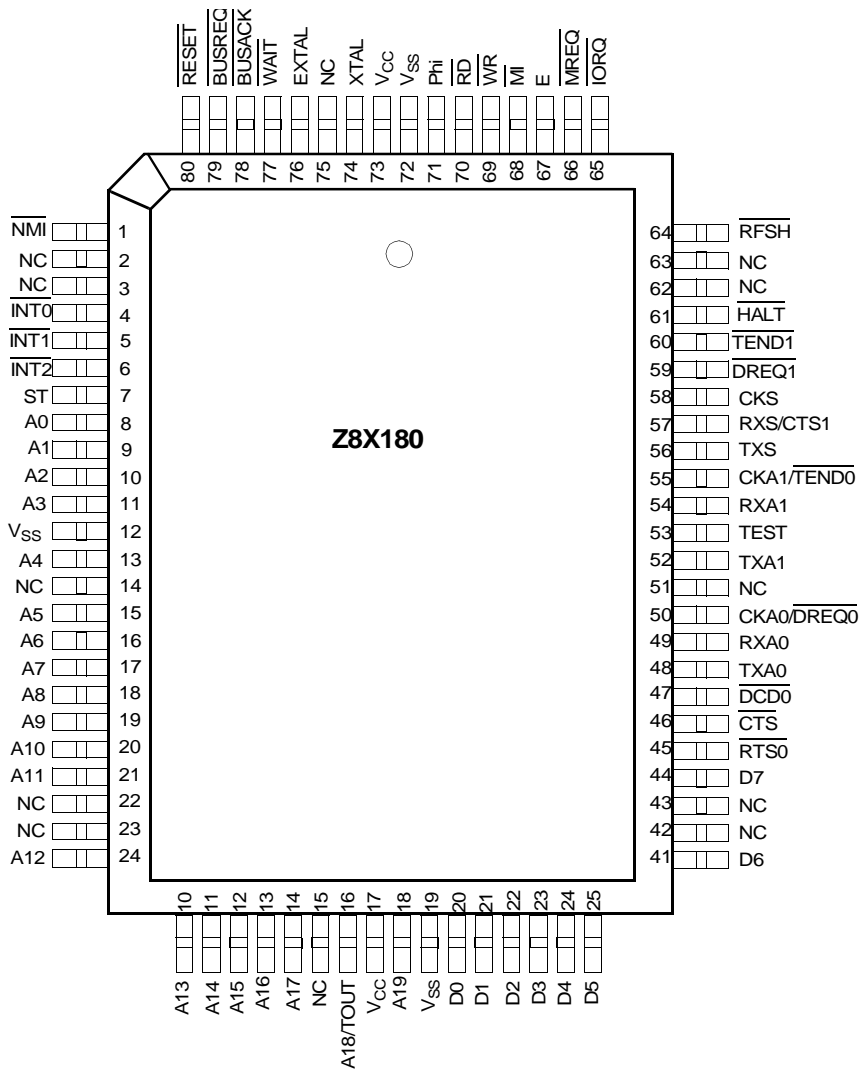 RESET
BUSREQ
BUSACK
WAIT
EXTAL
NC
XTAL
VCC
VSS
Phi
RD
WR
MI
E
MREQ
IORQ
80
79
78
77
76
75
74
73
72
71
70
69
68
67
66
65
NMI 1
NC 2
NC 3
INT0 4
INT1 5
INT2 6
ST 7
A0 8
A1 9
A2 10
A3 11
VSS 12
A4 13
NC 14
A5 15
A6 16
A7 17
A8 18
A9 19
A10 20
A11 21
NC 22
NC 23
A12 24
Z8X180
64 RFSH
63 NC
62 NC
61 HALT
60 TEND1
59 DREQ1
58 CKS
57 RXS/CTS1
56 TXS
55 CKA1/TEND0
54 RXA1
53 TEST
52 TXA1
51 NC
50 CKA0/DREQ0
49 RXA0
48 TXA0
47 DCD0
46 CTS
45 RTS0
44 D7
43 NC
42 NC
41 D6
10
11
12
13
14
15
16
17
18
19
20
21
22
23
24
25
A13
A14
A15
A16
A17
NC
A18/TOUT
VCC
A19
VSS
D0
D1
D2
D3
D4
D5